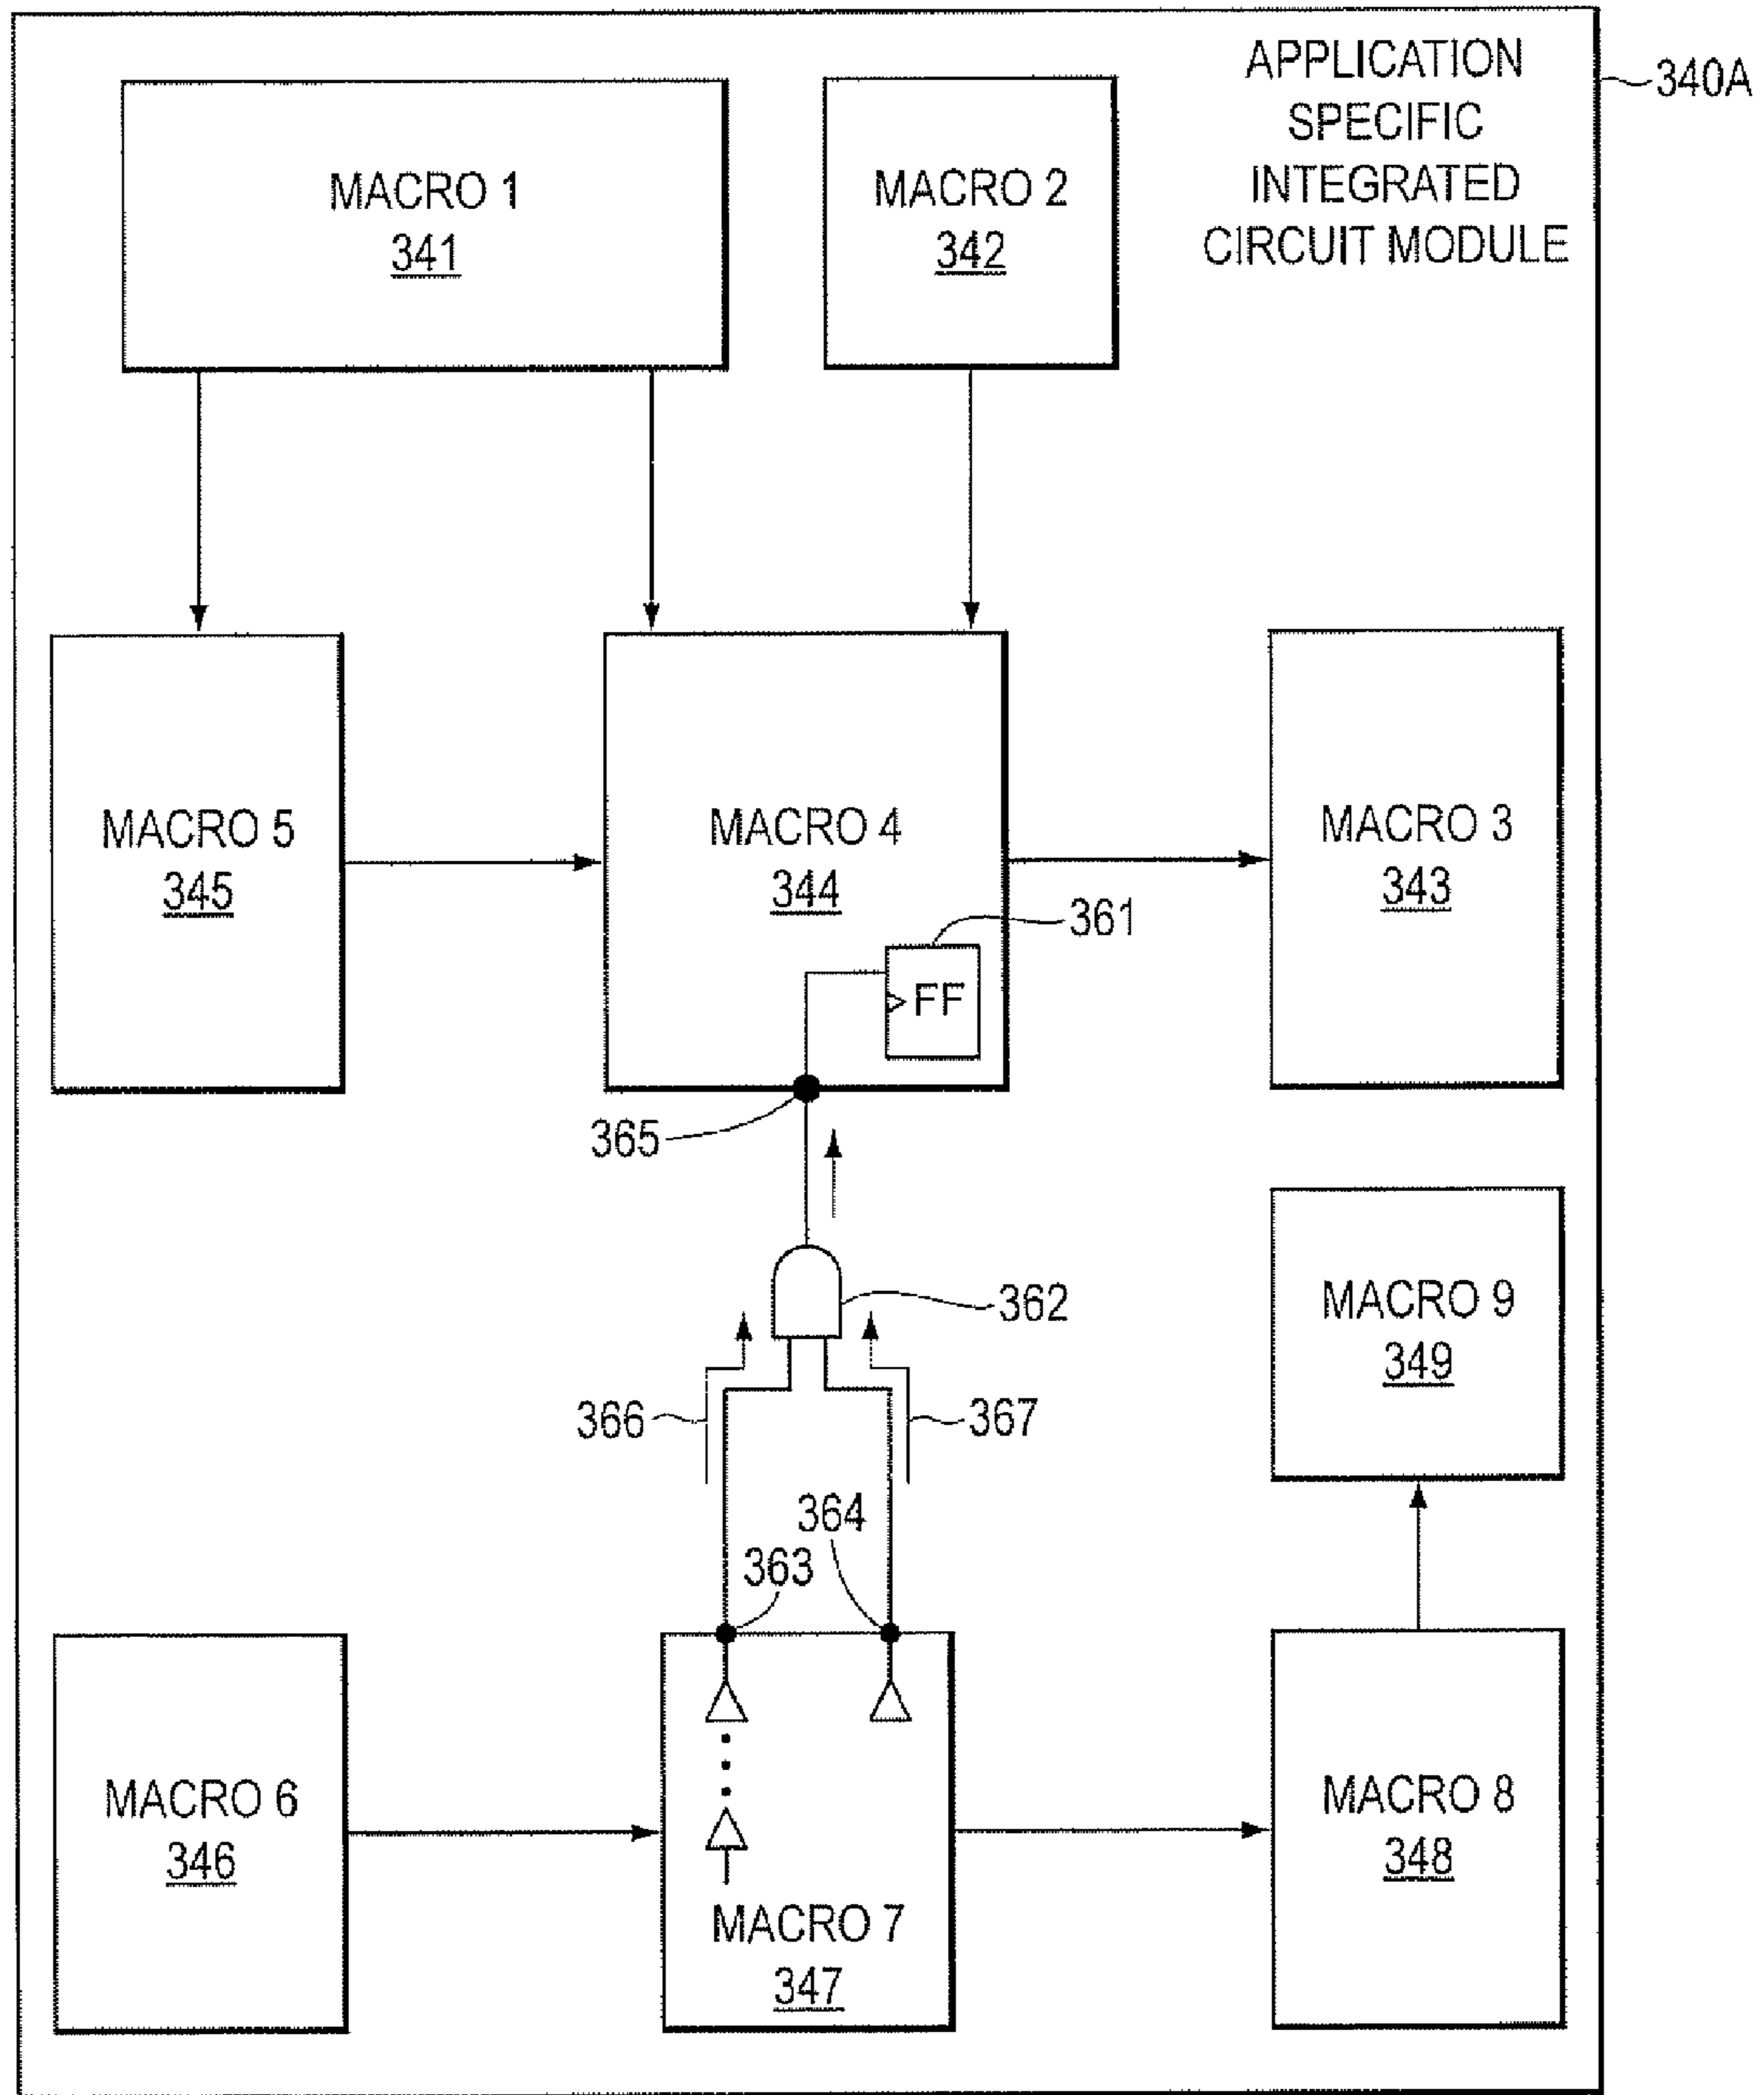 APPLICATION
SPECIFIC
INTEGRATED
CIRCUIT MODULE
340A
MACRO 1
341
MACRO 2
342
MACRO 5
345
MACRO 4
344
MACRO 3
343
361
FF
365
362
MACRO 9
349
366
367
364
363
MACRO 6
346
MACRO 7
347
MACRO 8
348